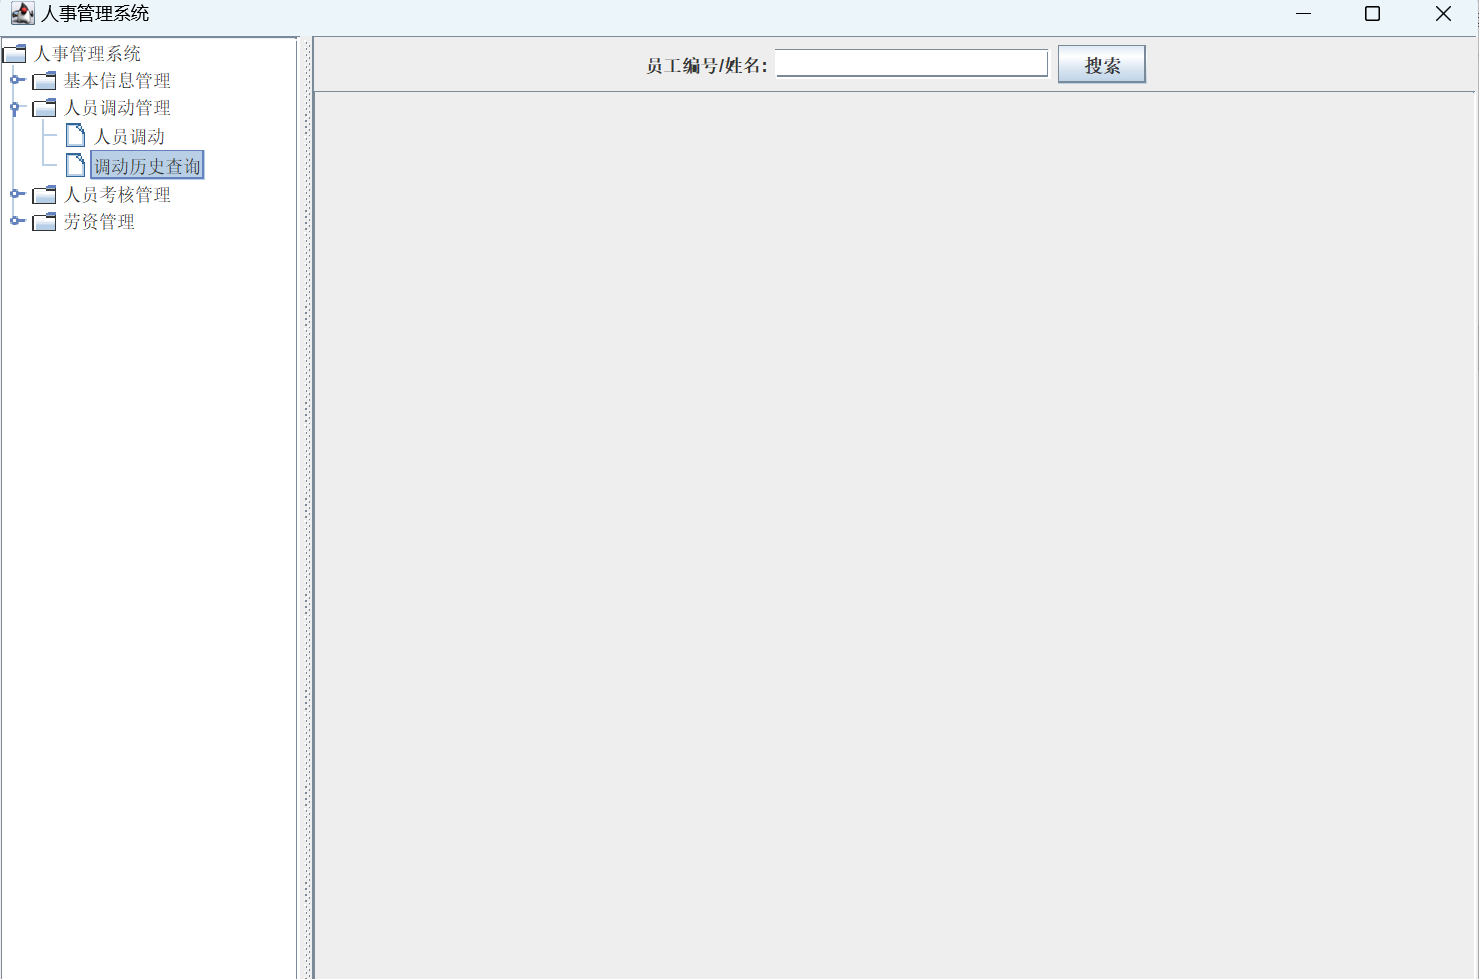 人事管理系统
人事管理系统
基本信息管理
人员调动管理
人员调动
调动历史查询
人员考核管理
劳资管理
员工编号/姓名: 搜索